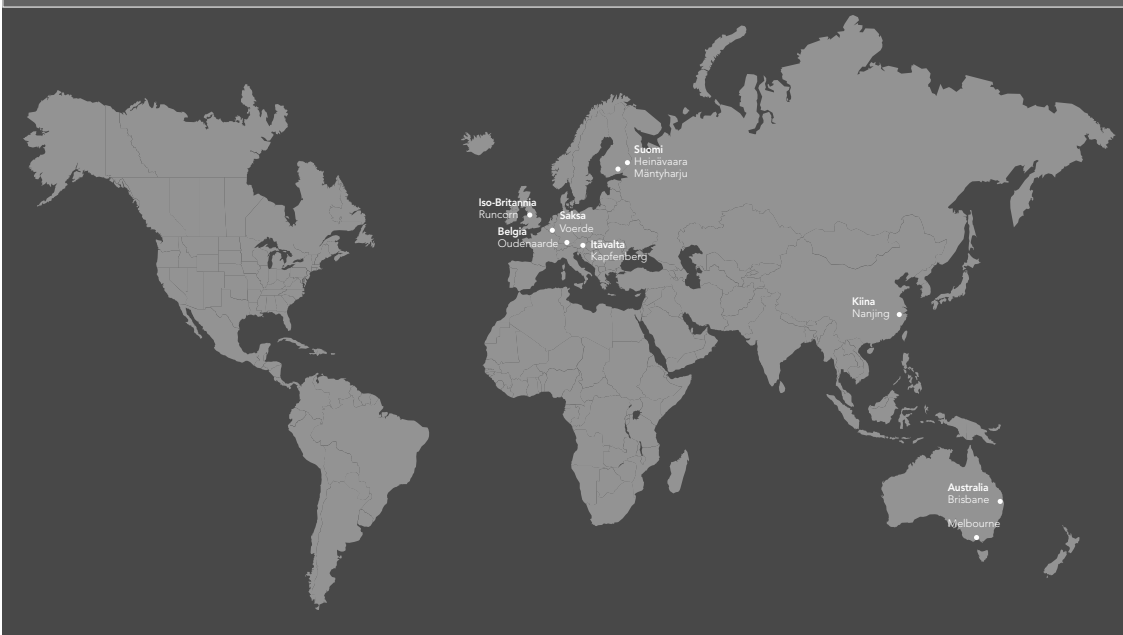 Suomi
Heinävaara
Mäntyharju
Iso-Britannia
Runcorn
Saksa
Voerde
Belgia
Oudenaarde
Itävalta
Kapfenberg
Kiina
Nanjing
Australia
Brisbane
Melbourne